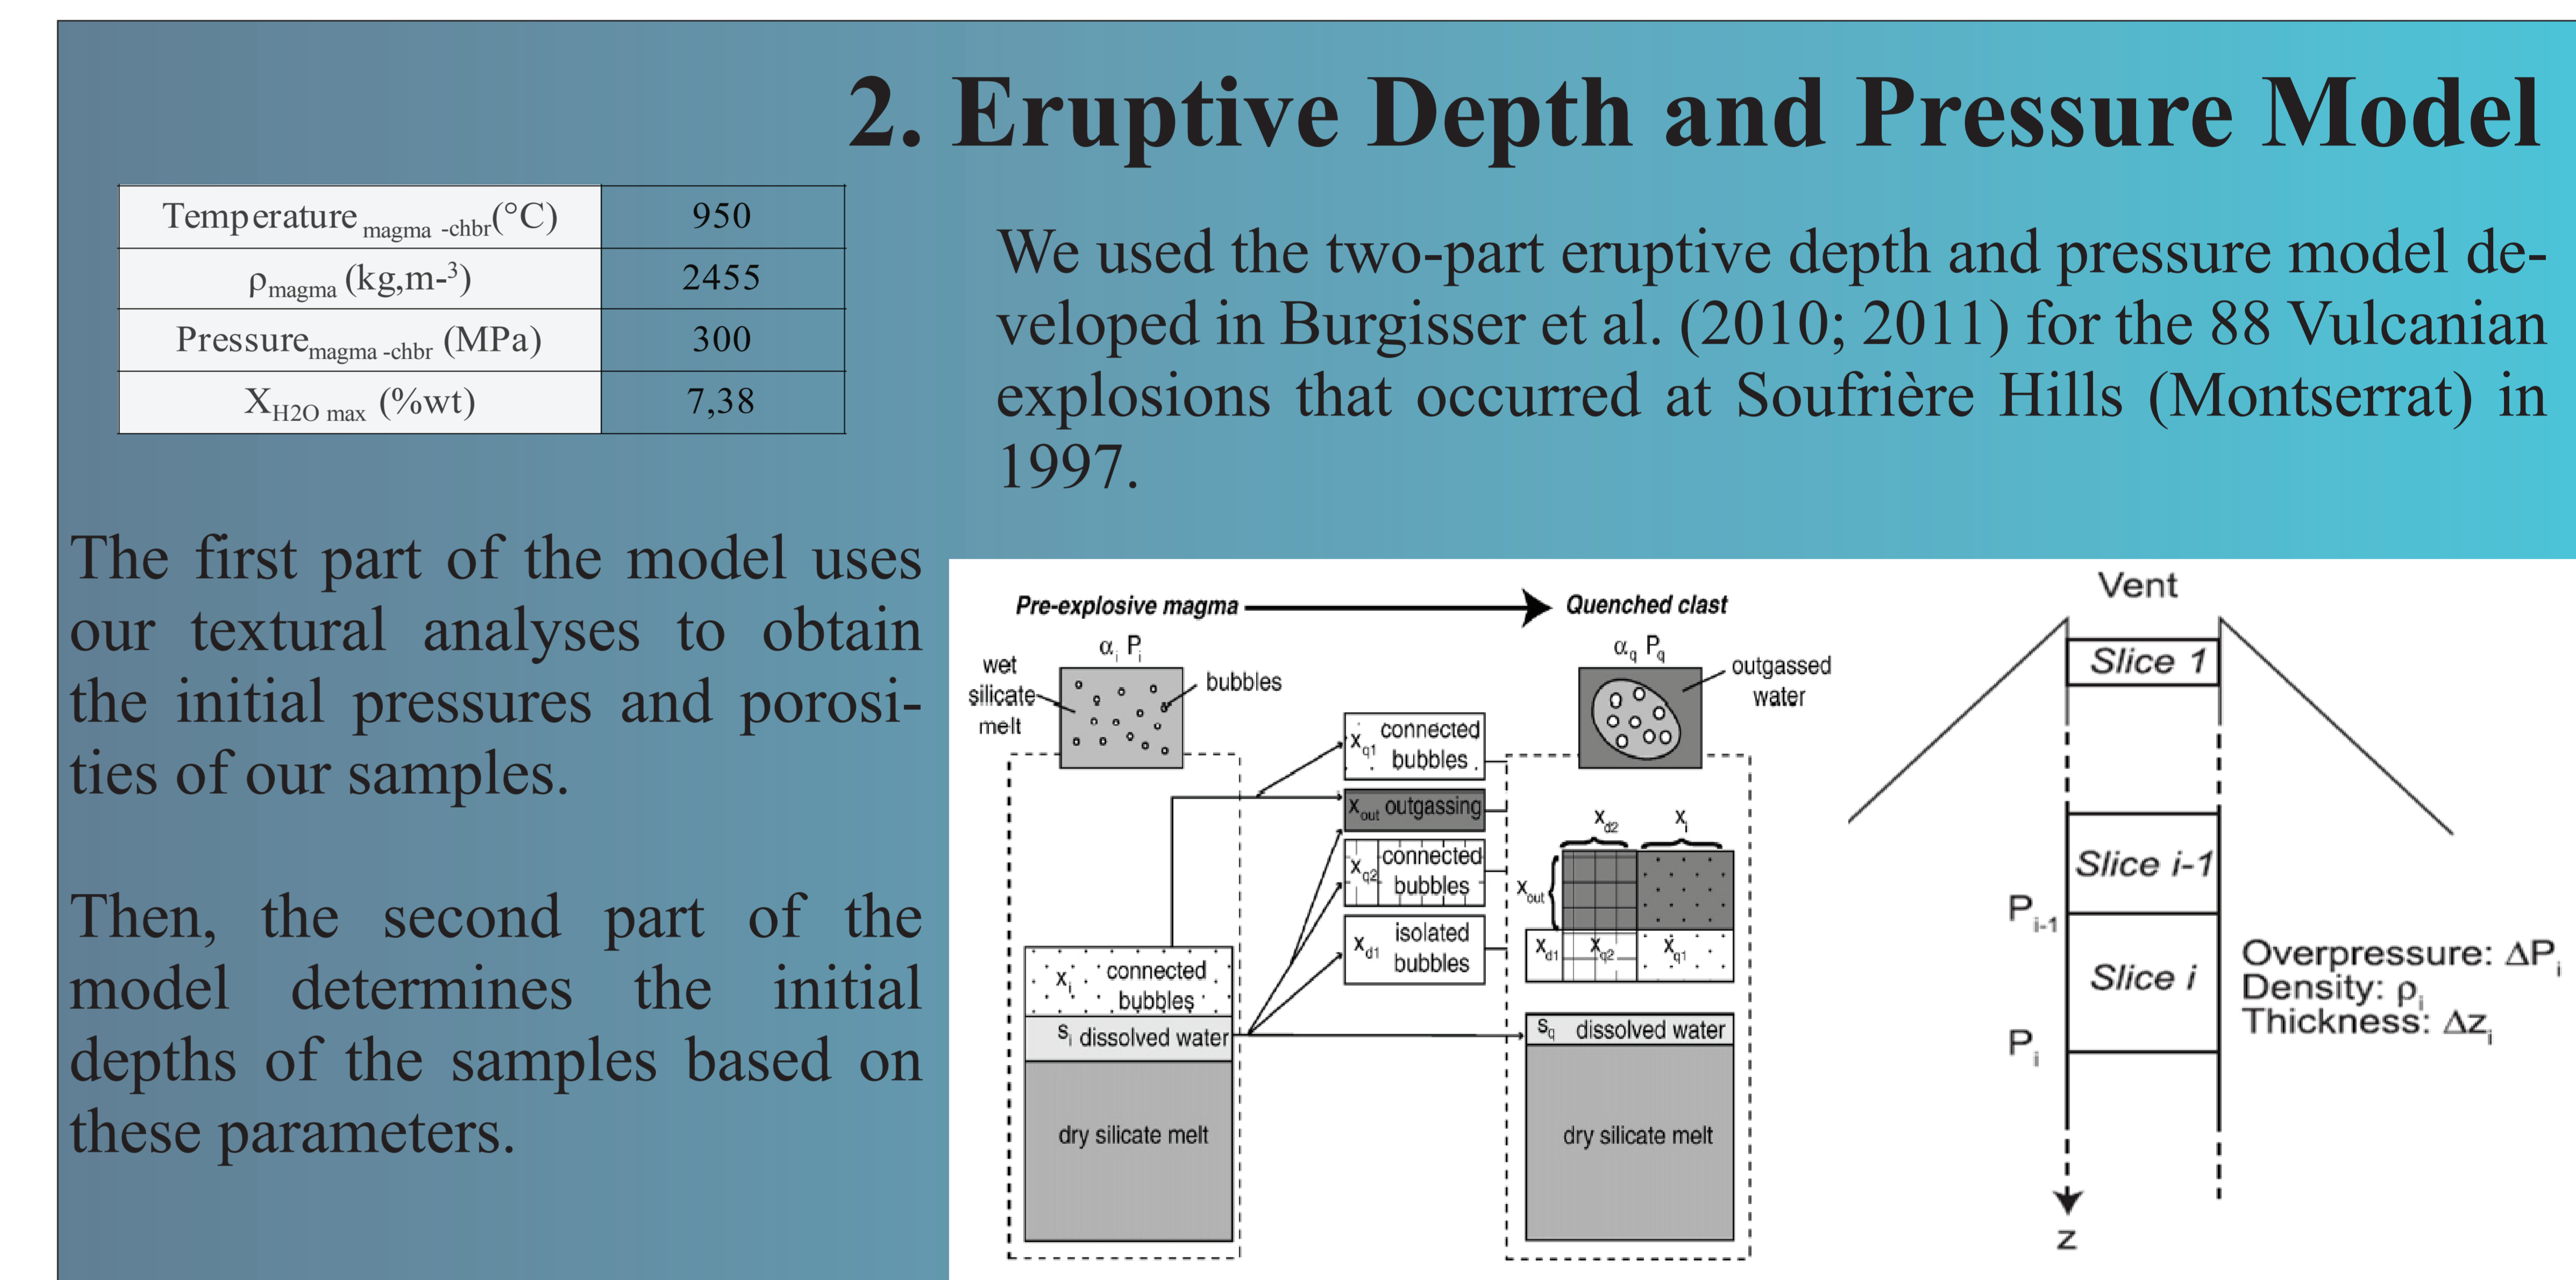 2. Eruptive Depth and Pressure Model
Temperature magma -chbr(°C) 950
ρmagma (kg,m-³) 2455
Pressuremagma -chbr (MPa) 300
XH2O max (%wt) 7,38
We used the two-part eruptive depth and pressure model de-
veloped in Burgisser et al. (2010; 2011) for the 88 Vulcanian
explosions that occurred at Soufrière Hills (Montserrat) in
1997.
The first part of the model uses
our textural analyses to obtain
the initial pressures and porosi-
ties of our samples.
Then, the second part of the
model determines the initial
depths of the samples based on
these parameters.
Pre-explosive magma
Quenched clast
αi Pi
wet
silicate
melt
bubbles
αq Pq
outgassed
water
xq1 connected
bubbles
xout outgassing
xq2 connected
bubbles
xd1 isolated
bubbles
xi connected
bubbles
si dissolved water
dry silicate melt
xd2 xi
xout
xd1 xq2 xq1
sq dissolved water
dry silicate melt
Vent
Slice 1
Slice i-1
Pi-1
Slice i
Pi
Overpressure: ΔPi
Density: ρi
Thickness: Δzi
z